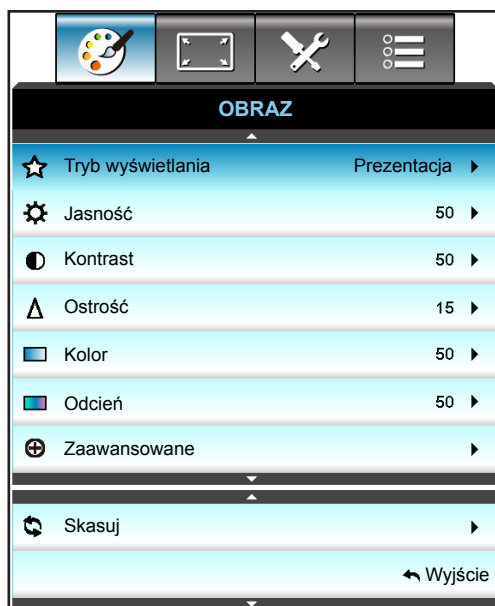 OBRAZ
Tryb wyświetlania Prezentacja
Jasność 50
Kontrast 50
Ostrość 15
Kolor 50
Odcień 50
Zaawansowane
Skasuj
Wyjście